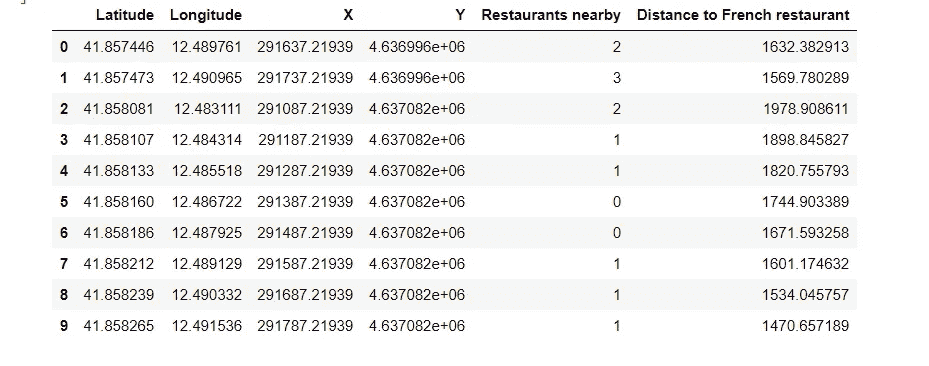 Latitude Longitude X Y Restaurants nearby Distance to French restaurant
0 41.857446 12.489761 291637.21939 4.636996e+06 2 1632.382913
1 41.857473 12.490965 291737.21939 4.636996e+06 3 1569.780289
2 41.858081 12.483111 291087.21939 4.637082e+06 2 1978.908611
3 41.858107 12.484314 291187.21939 4.637082e+06 1 1898.845827
4 41.858133 12.485518 291287.21939 4.637082e+06 1 1820.755793
5 41.858160 12.486722 291387.21939 4.637082e+06 0 1744.903389
6 41.858186 12.487925 291487.21939 4.637082e+06 0 1671.593258
7 41.858212 12.489129 291587.21939 4.637082e+06 1 1601.174632
8 41.858239 12.490332 291687.21939 4.637082e+06 1 1534.045757
9 41.858265 12.491536 291787.21939 4.637082e+06 1 1470.657189